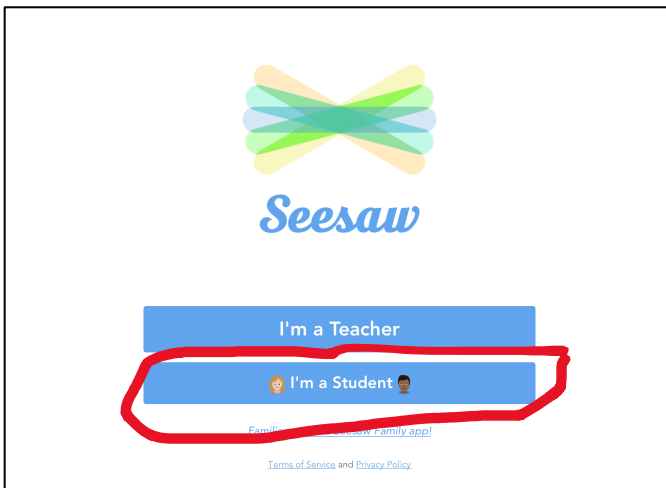 Seesaw
I'm a Teacher
I'm a Student
Seesaw Family app!
Terms of Service and Privacy Policy